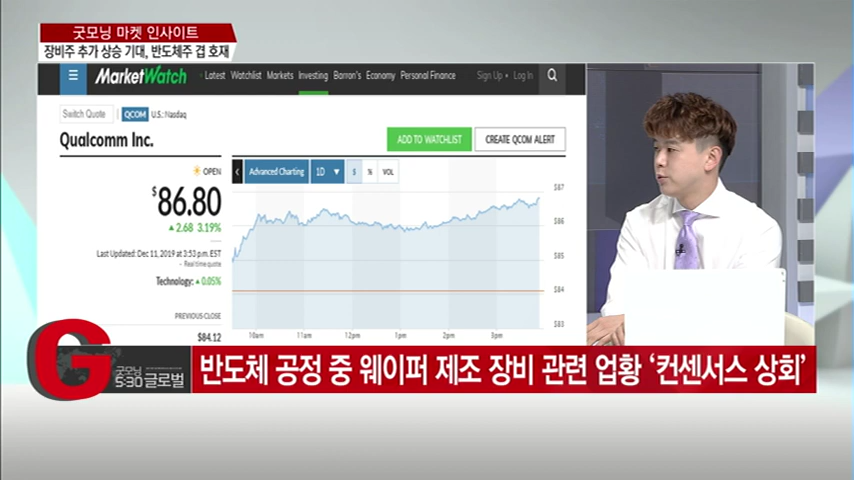 굿모닝 마켓 인사이트
장비주 추가 상승 기대, 반도체주 겹 호재
☰ MarketWatch Latest Watchlist Markets Investing Barron's Economy Personal Finance Sign Up • Log In
Switch Quote | QCOM U.S.: Nasdaq
Qualcomm Inc.
ADD TO WATCHLIST CREATE QCOM ALERT
OPEN
$86.80
▲ 2.68 3.19%
Last Updated: Dec 11, 2019 at 3:53 p.m. EST
Real time quote
Technology: ▲ 0.05%
PREVIOUS CLOSE
$84.12
Advanced Charting 1D ▼ $ % VOL
$87
$86
$85
$84
$83
10am 11am 12pm 1pm 2pm 3pm
G 굿모닝
5:30 글로벌
반도체 공정 중 웨이퍼 제조 장비 관련 업황 ‘컨센서스 상회’